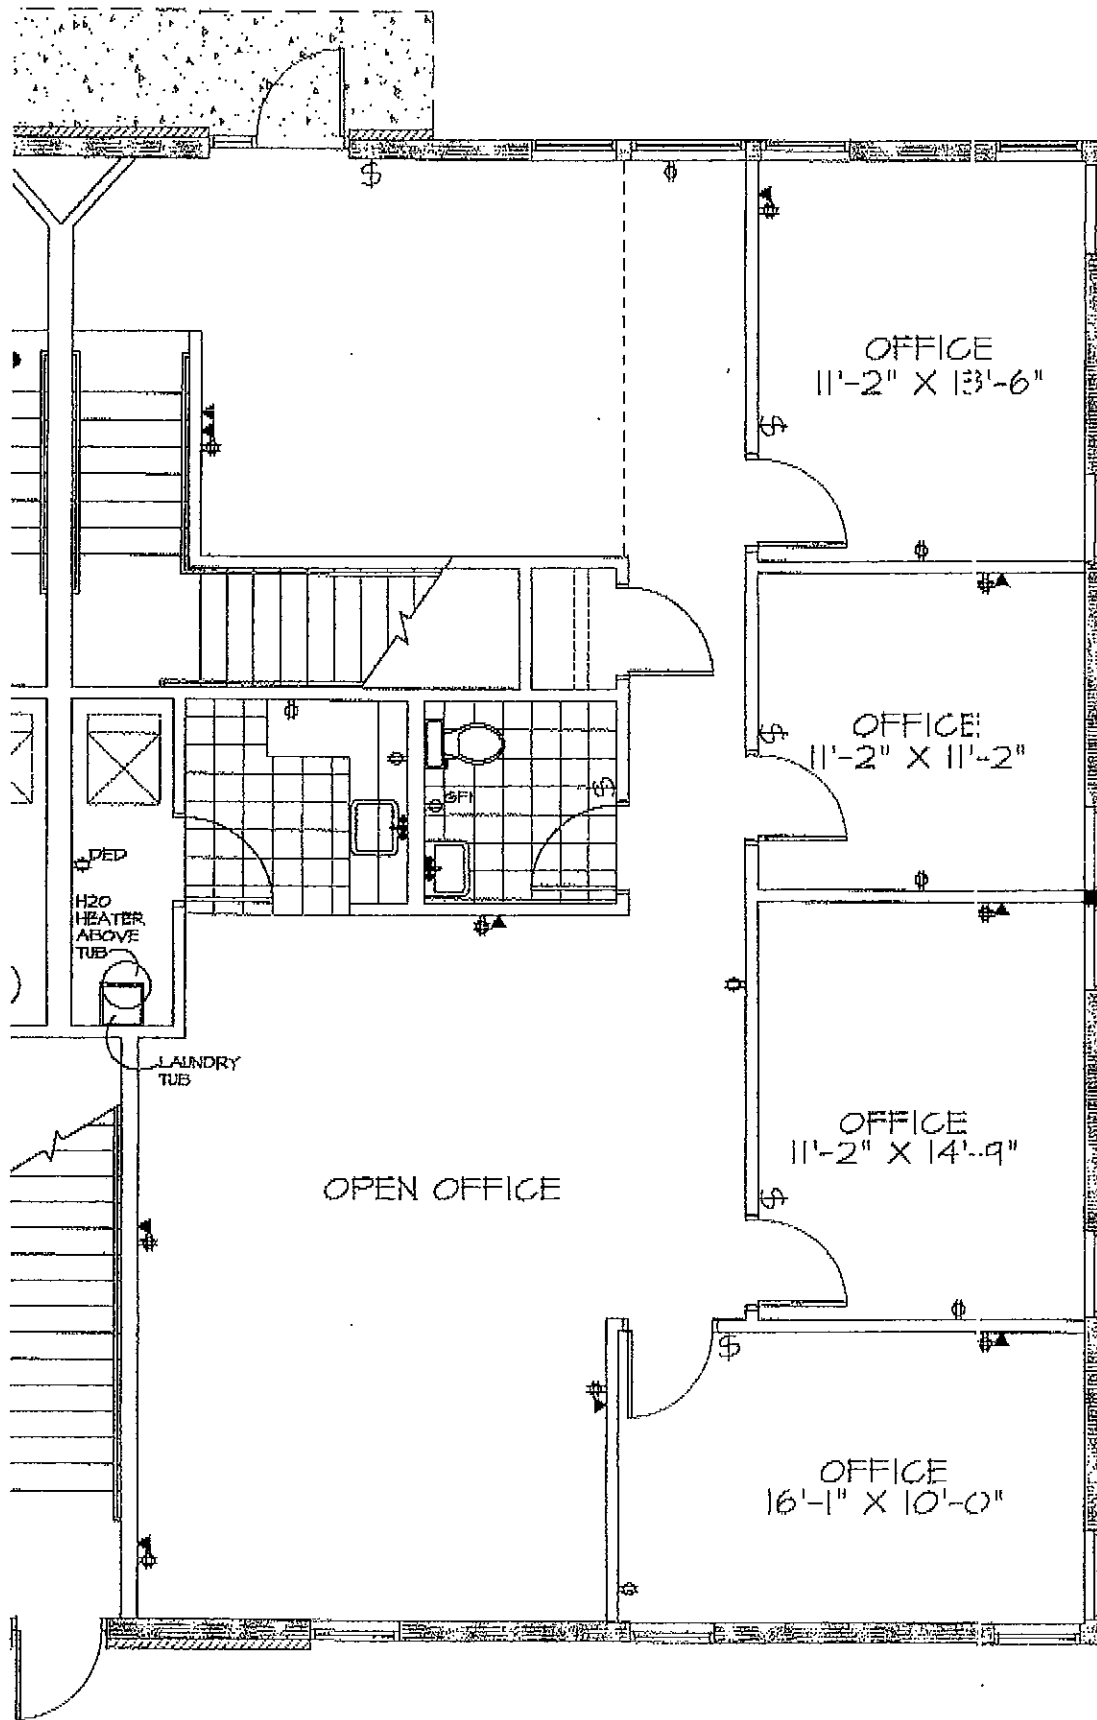 OFFICE
11'-2" X 13'-6"
OFFICE
11'-2" X 11'-2"
GFI
DED
H2O
HEATER
ABOVE
TUB
LAUNDRY
TUB
OFFICE
11'-2" X 14'-9"
OPEN OFFICE
OFFICE
16'-1" X 10'-0"